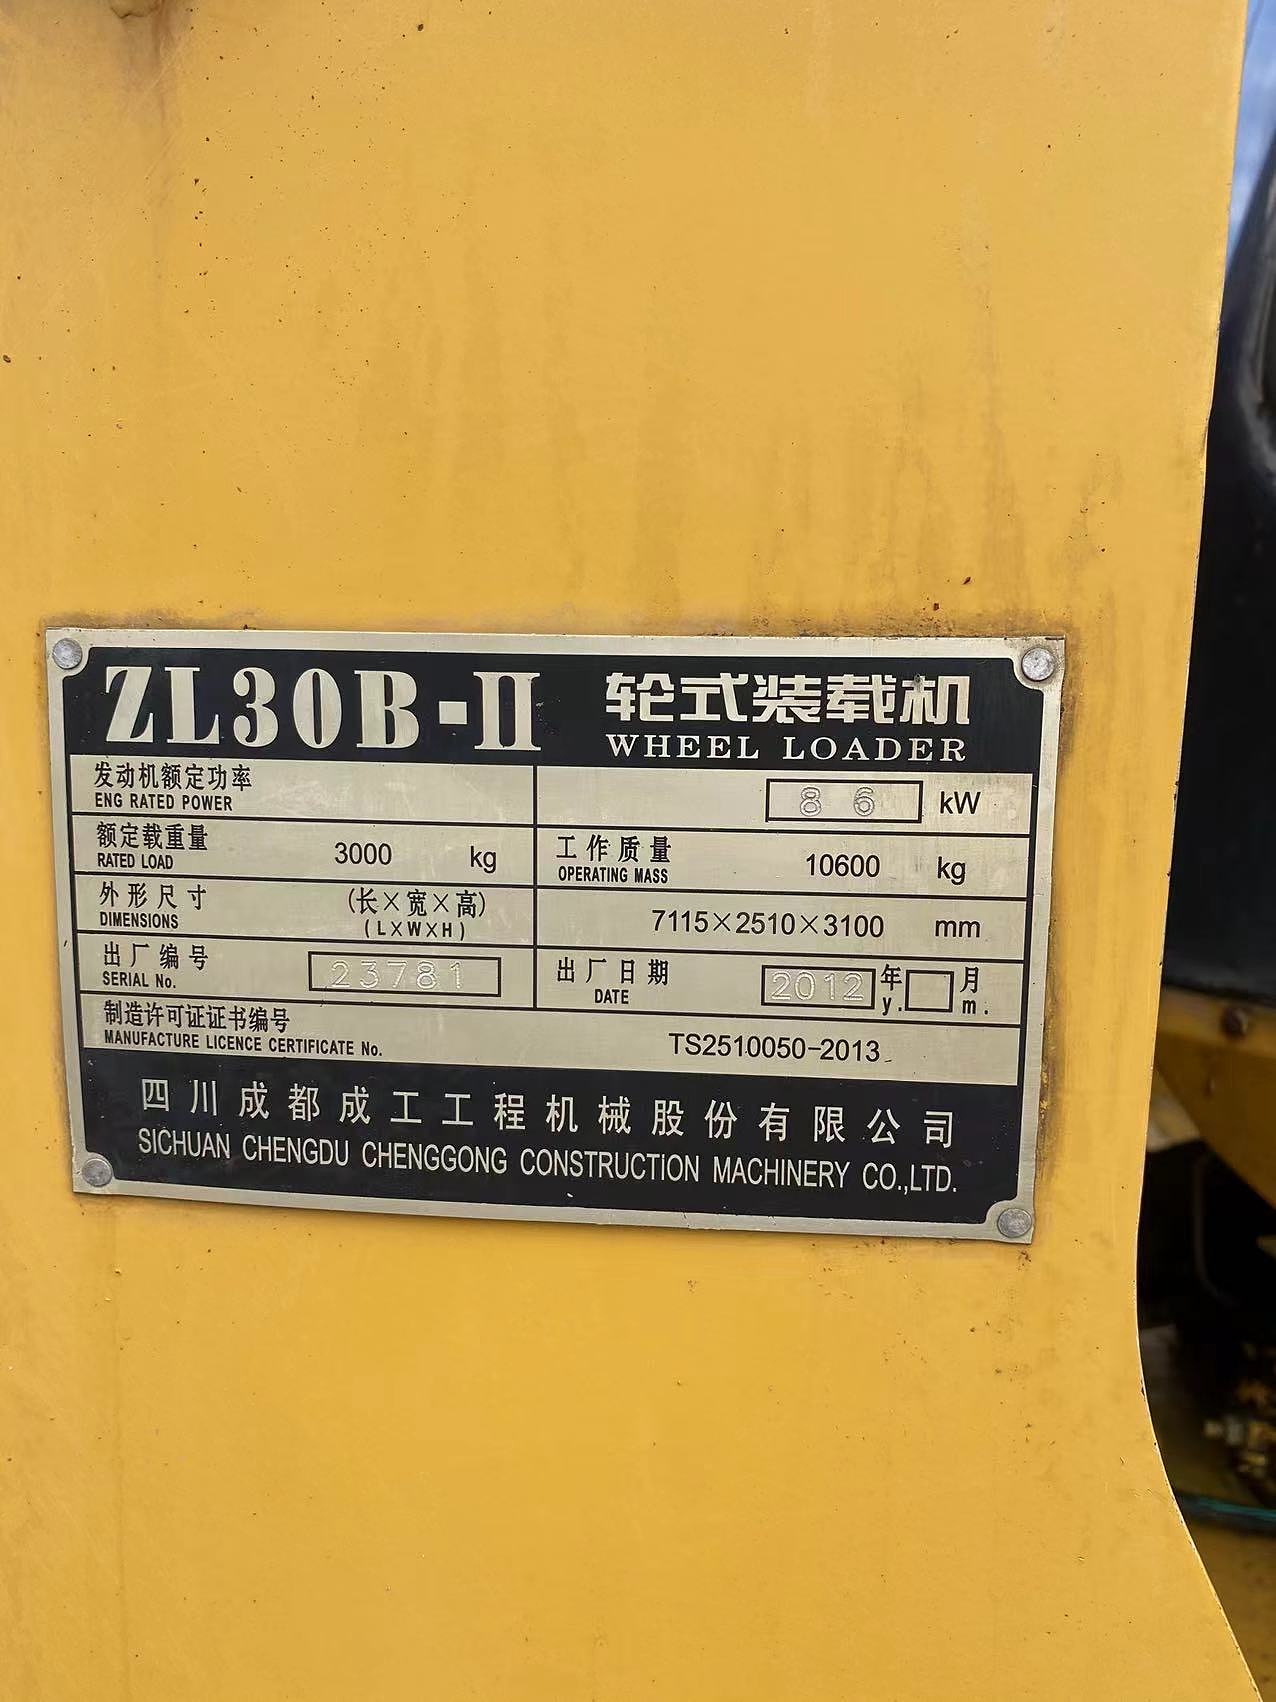 ZL30B-II 轮式装载机
WHEEL LOADER
发动机额定功率
ENG RATED POWER
86 kW
额定载重量
RATED LOAD
3000 kg
工作质量
OPERATING MASS
10600 kg
外形尺寸 (长×宽×高)
DIMENSIONS (L×W×H)
7115×2510×3100 mm
出厂编号
SERIAL No.
23781
出厂日期
DATE
2012 年 月
y. m.
制造许可证证书编号
MANUFACTURE LICENCE CERTIFICATE No.
TS2510050-2013
四川成都成工工程机械股份有限公司
SICHUAN CHENGDU CHENGGONG CONSTRUCTION MACHINERY CO.,LTD.